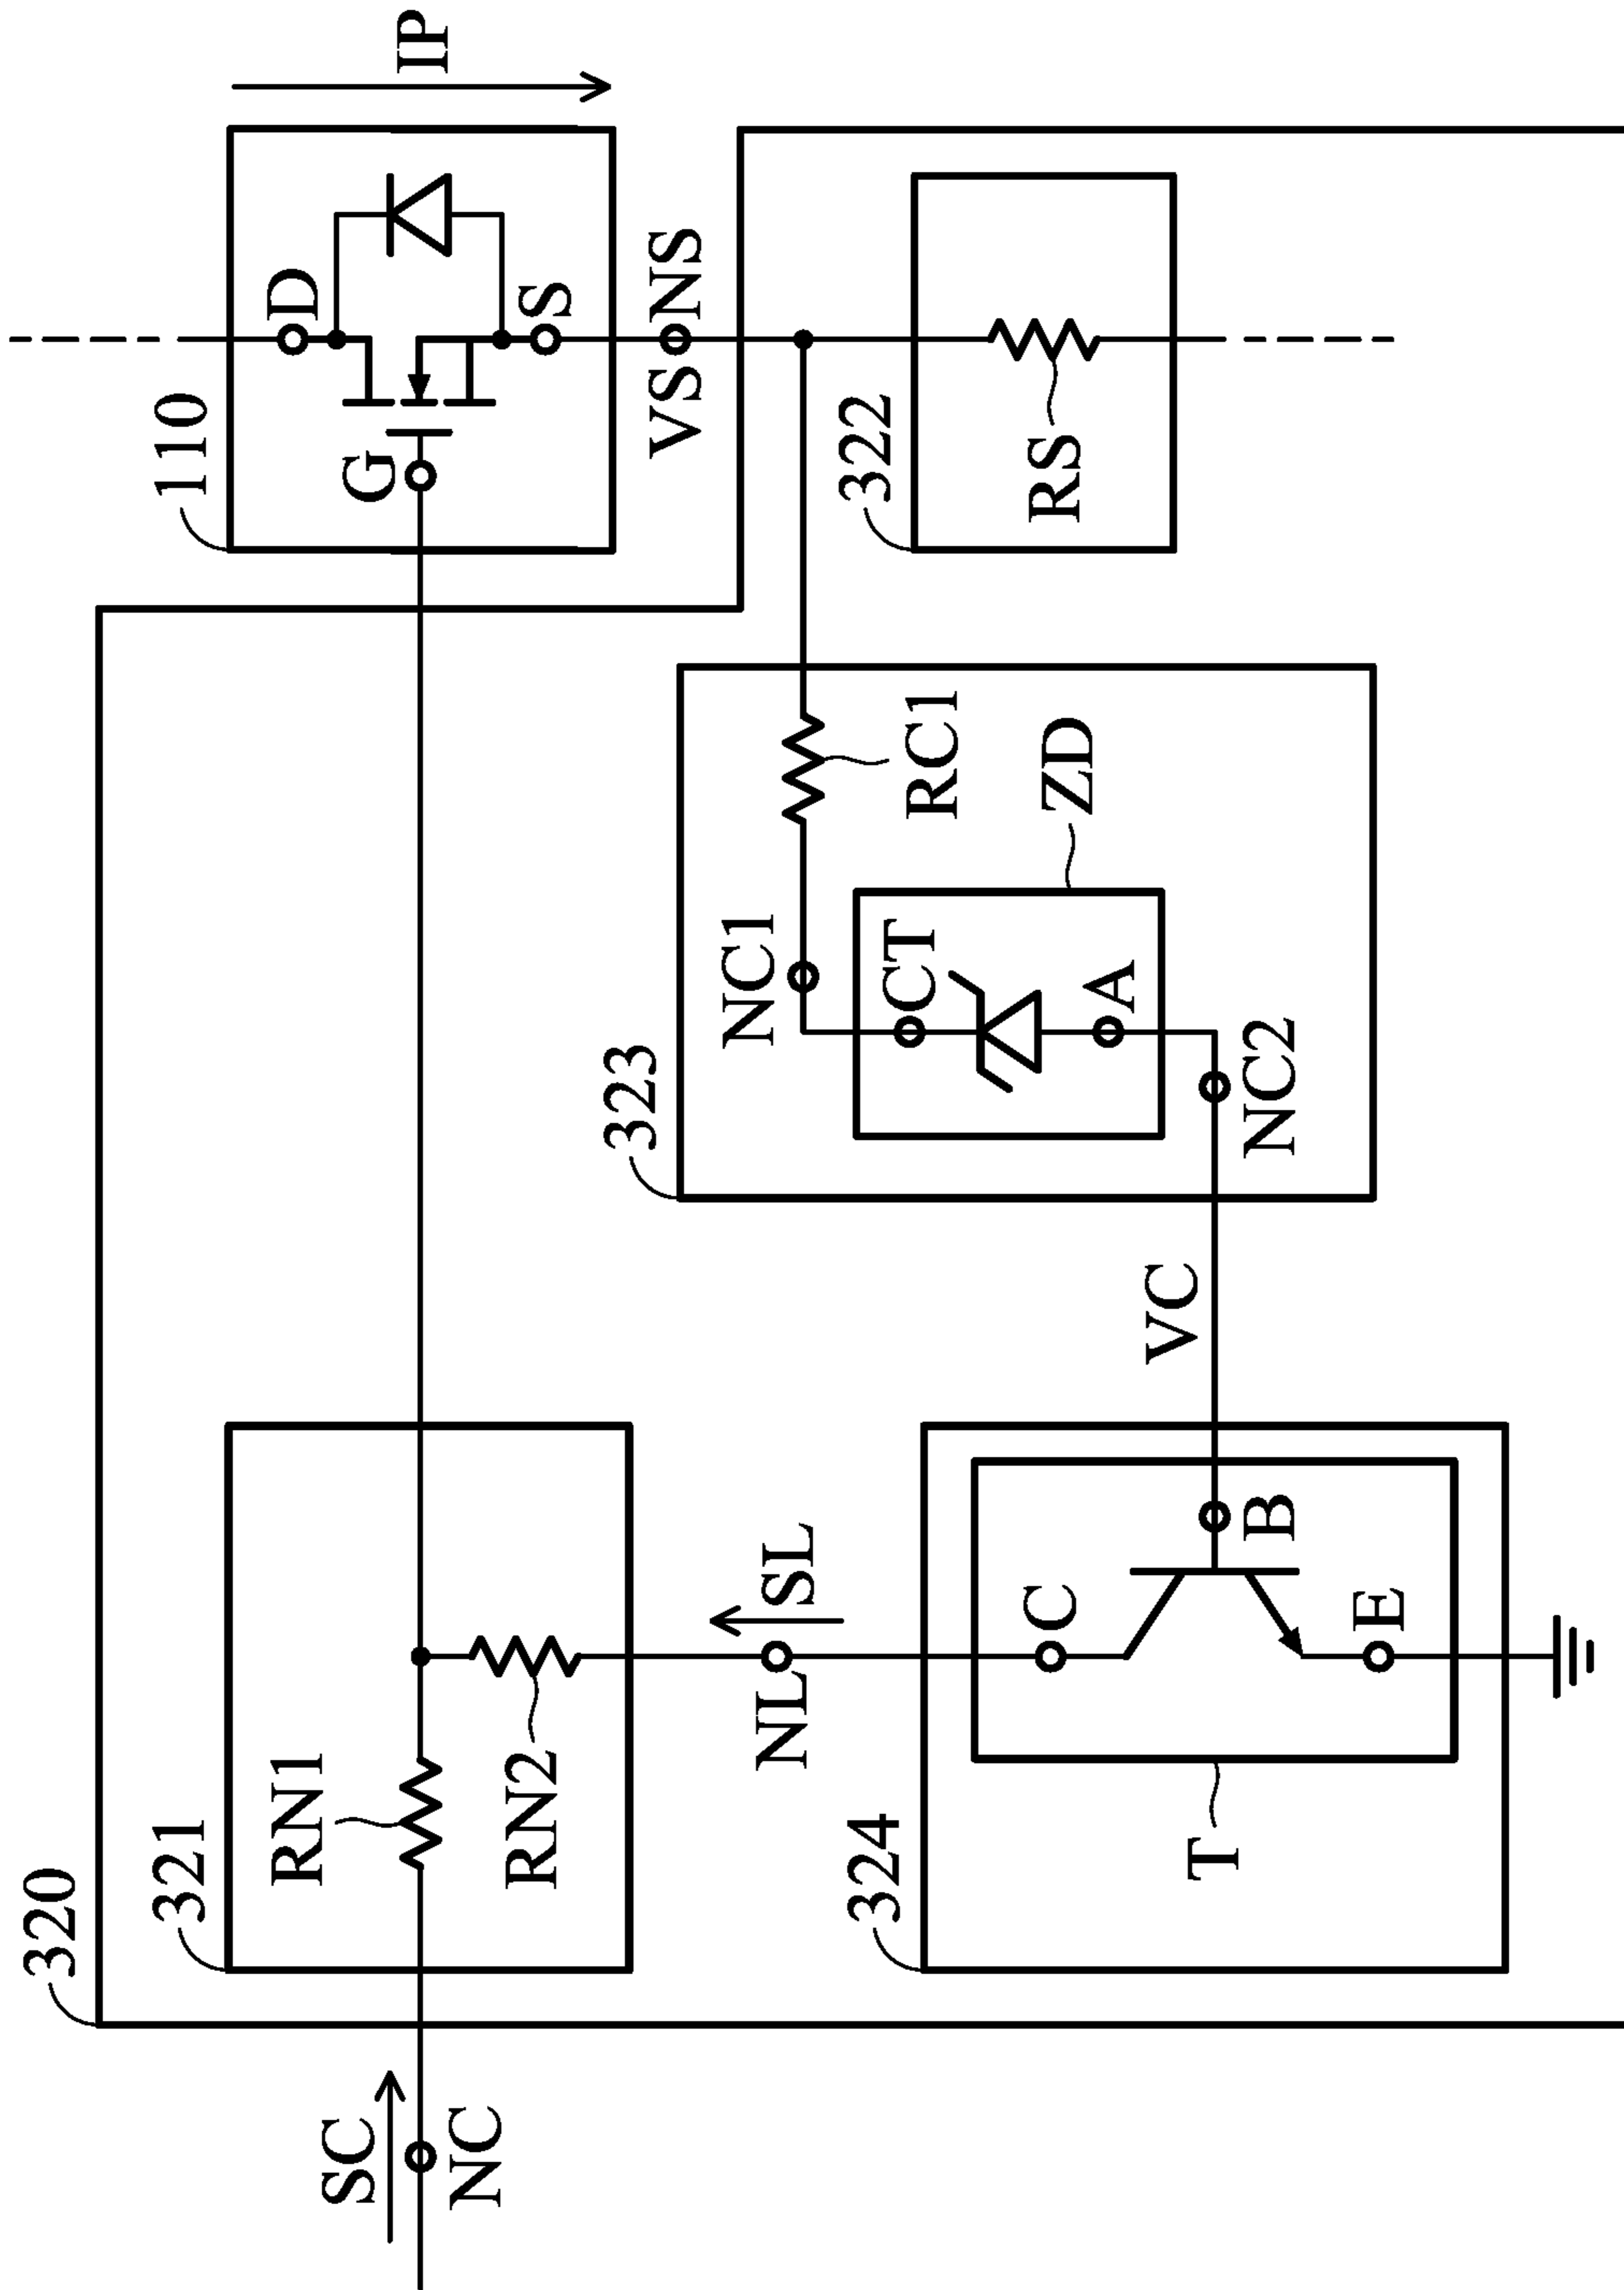 320
SC
NC
321
RN1
RN2
110
D
G
S
IP
VS
NS
NL
SL
323
NC1
RC1
322
RS
324
C
B
E
T
VC
CT
A
ZD
NC2